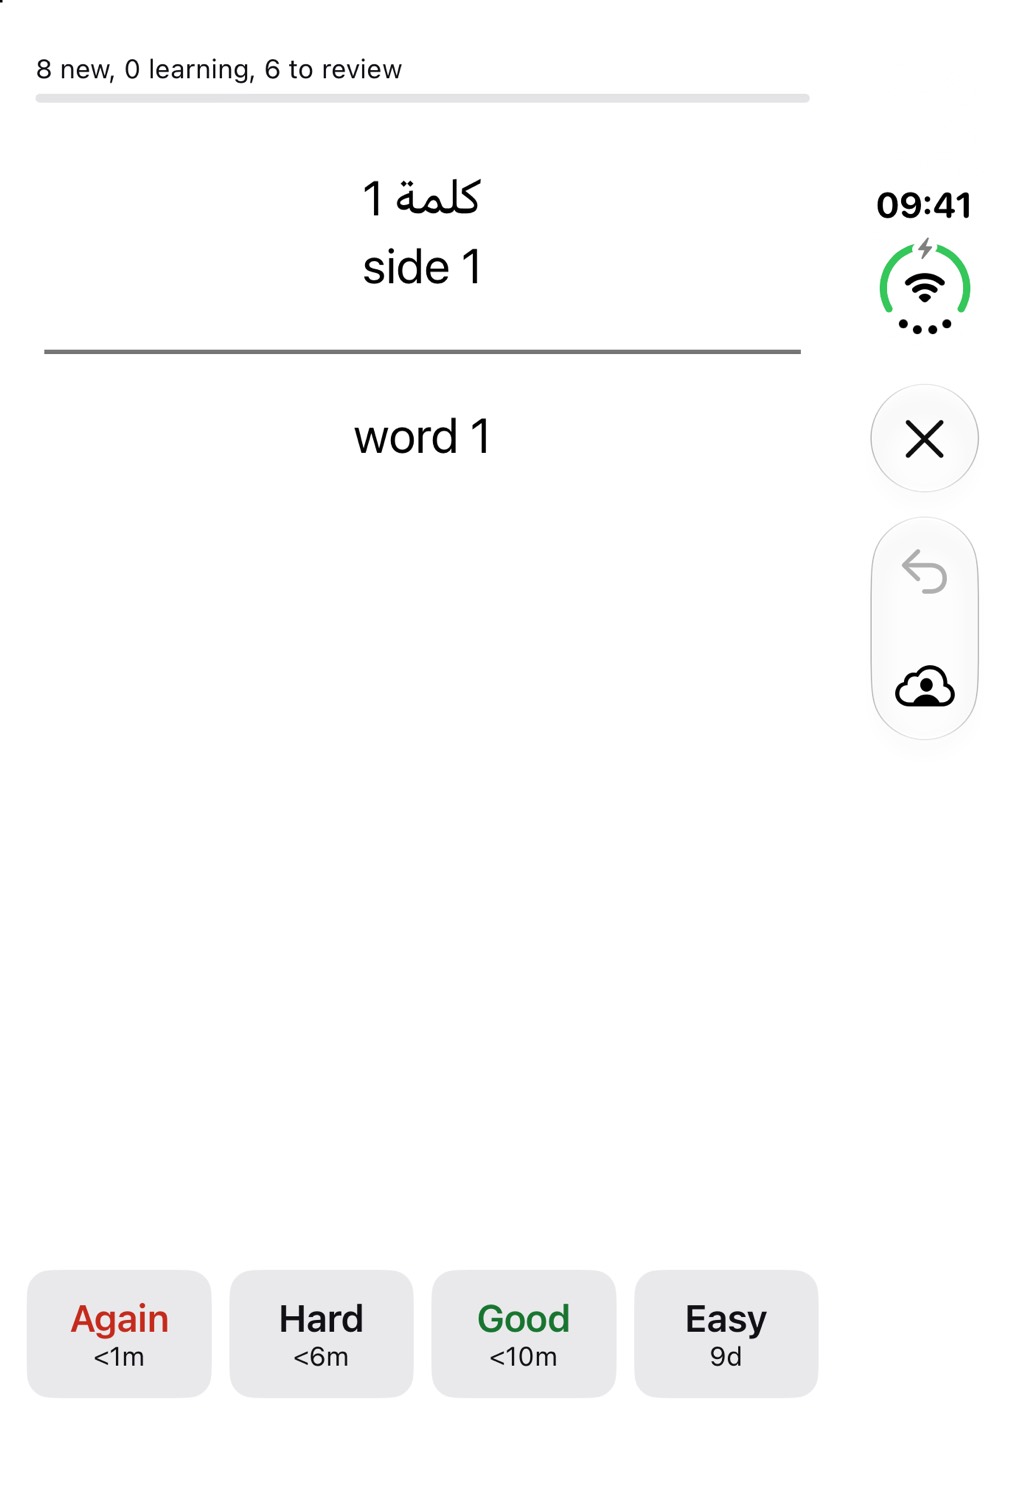 8 new, 0 learning, 6 to review
كلمة 1
side 1
word 1
09:41
Again
<1m
Hard
<6m
Good
<10m
Easy
9d